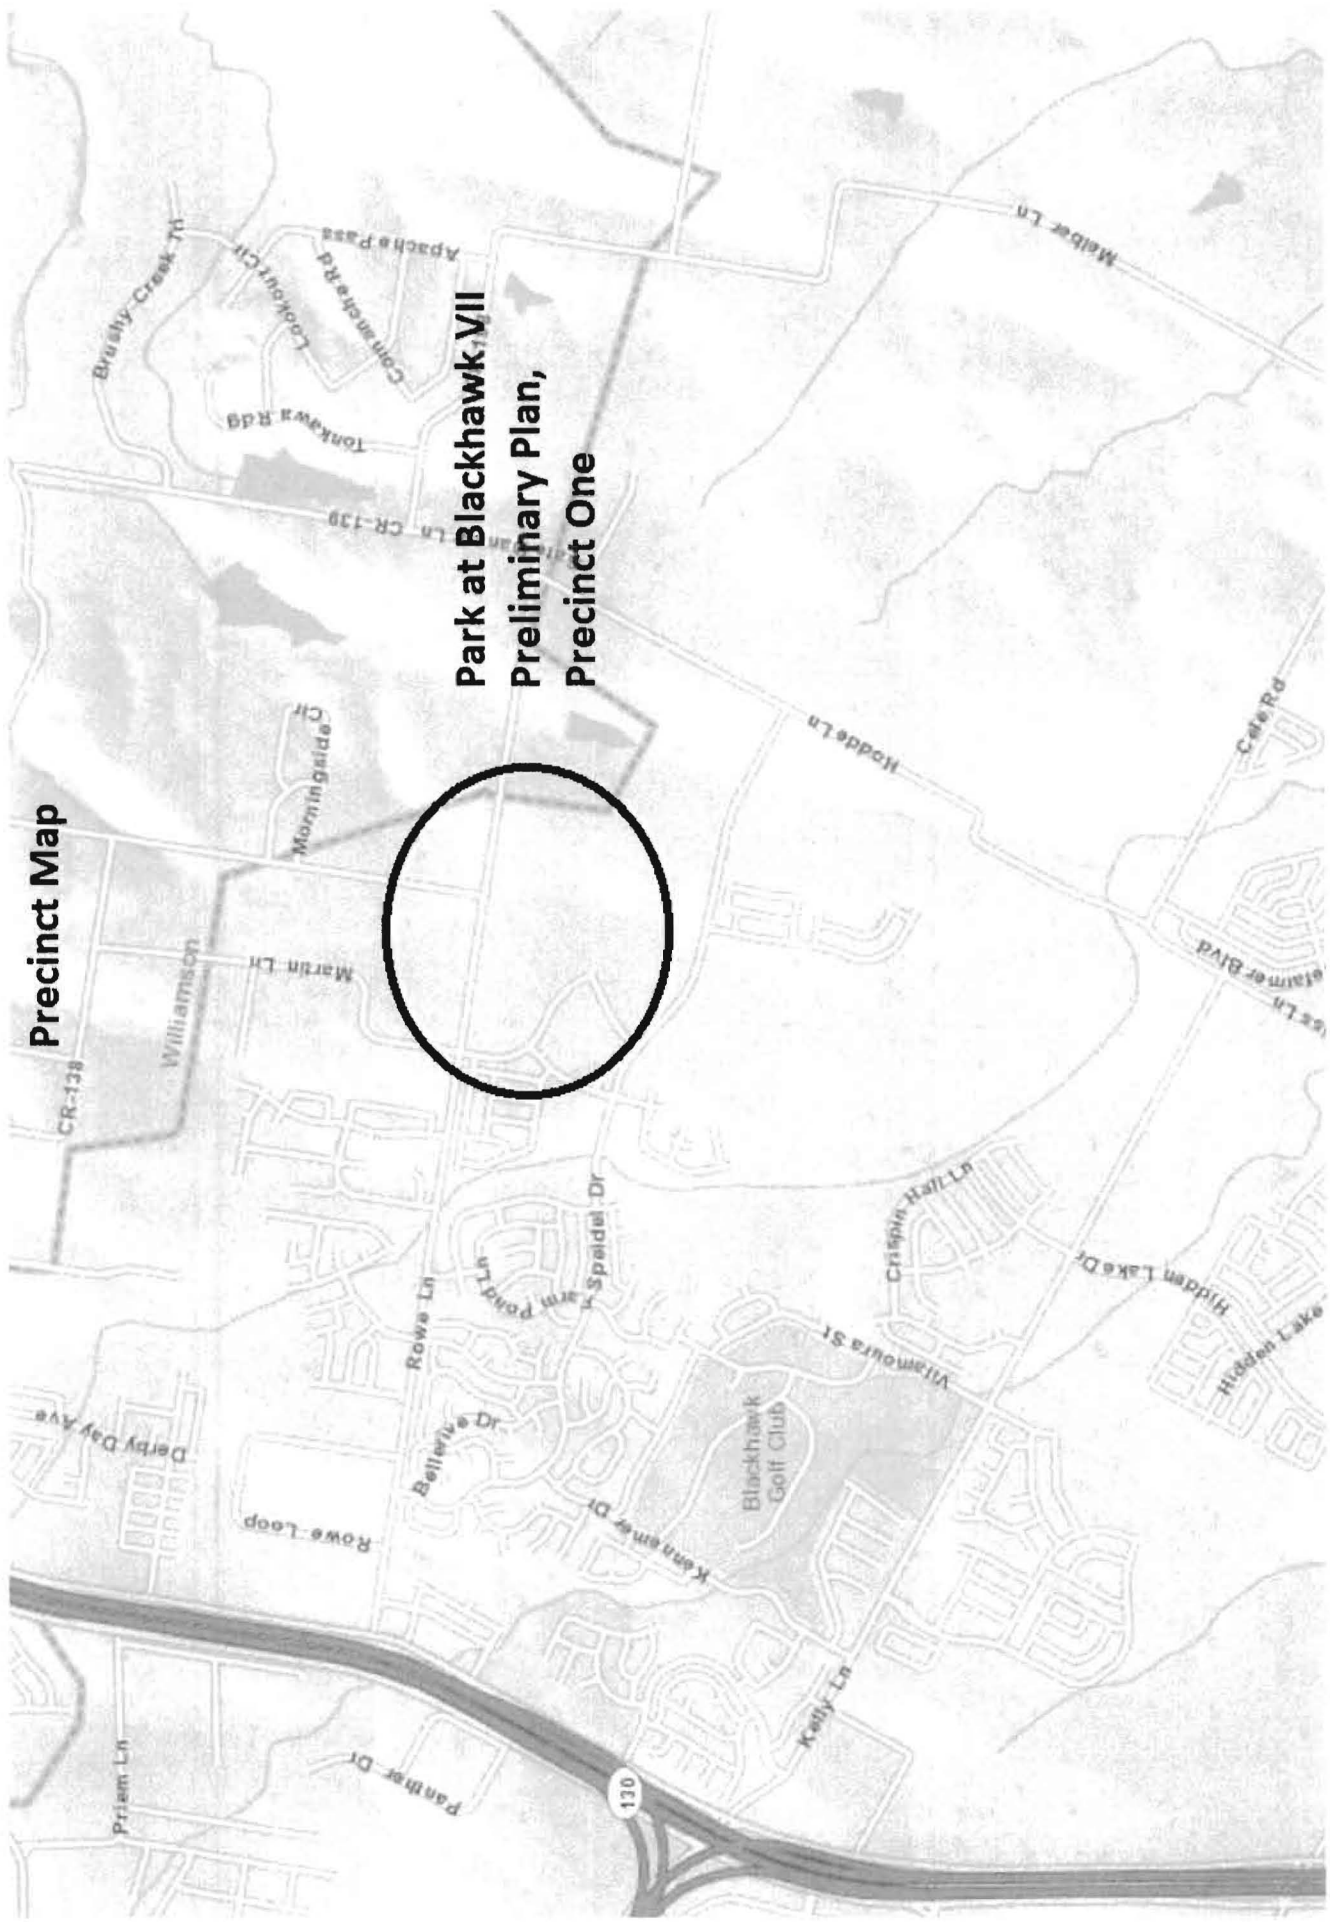 Precinct Map
Park at Blackhawk VII
Preliminary Plan,
Precinct One
CR-138
Williamson
Martin Ln
Morningside
Cir
Brushy Creek Trl
Lookout Cir
Comanche Rd
Apache Pass
Tonkawa Rdg
CR-139
Ln
Melber Ln
Hodde Ln
Cele Rd
Rowe Ln
Farm Pond Ln
Speidel Dr
Crispin Hall Ln
Hidden Lake Dr
Hidden Lake
Vilamoura St
Blackhawk
Golf Club
Kennemer Dr
Bellerive Dr
Derby Day Ave
Rowe Loop
Priem Ln
Panther Dr
130
Kelly Ln